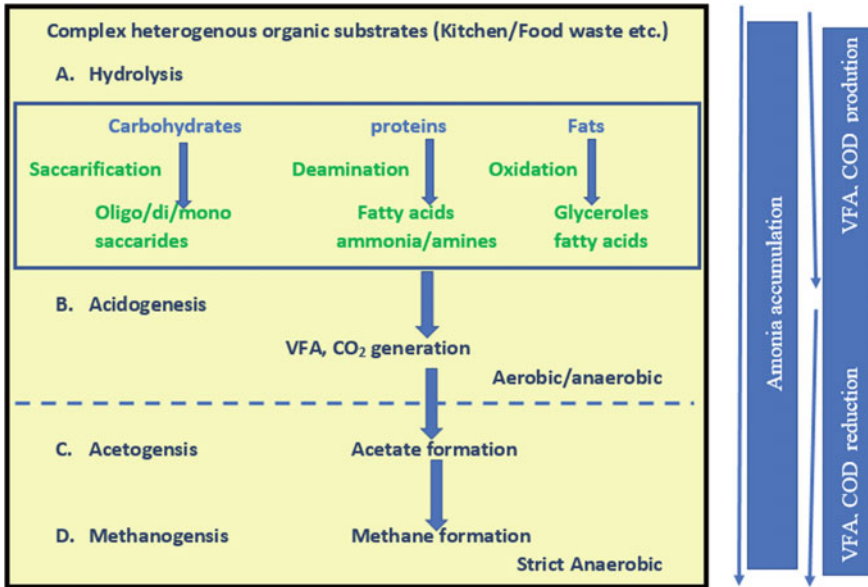 Complex heterogenous organic substrates (Kitchen/Food waste etc.)
A. Hydrolysis
Carbohydrates proteins Fats
Saccarification Deamination Oxidation
Oligo/di/mono Fatty acids Glyceroles
saccarides ammonia/amines fatty acids
B. Acidogenesis
VFA, CO₂ generation
Aerobic/anaerobic
C. Acetogensis Acetate formation
D. Methanogensis Methane formation
Strict Anaerobic
Amonia accumulation
VFA. COD prodution
VFA. COD reduction